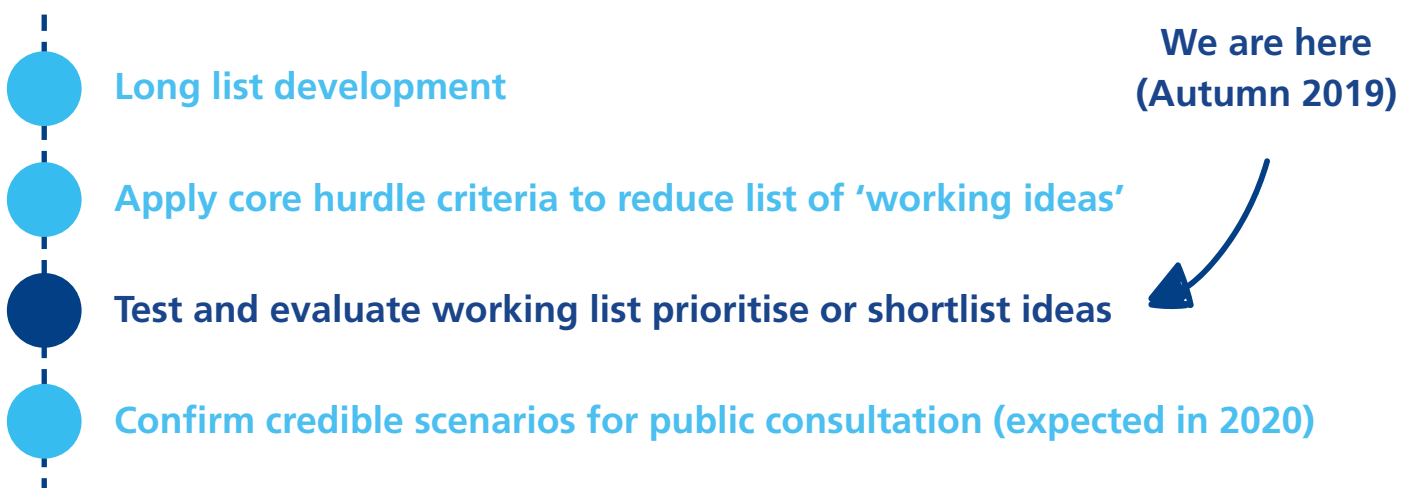 We are here
(Autumn 2019)
Long list development
Apply core hurdle criteria to reduce list of ‘working ideas’
Test and evaluate working list prioritise or shortlist ideas
Confirm credible scenarios for public consultation (expected in 2020)